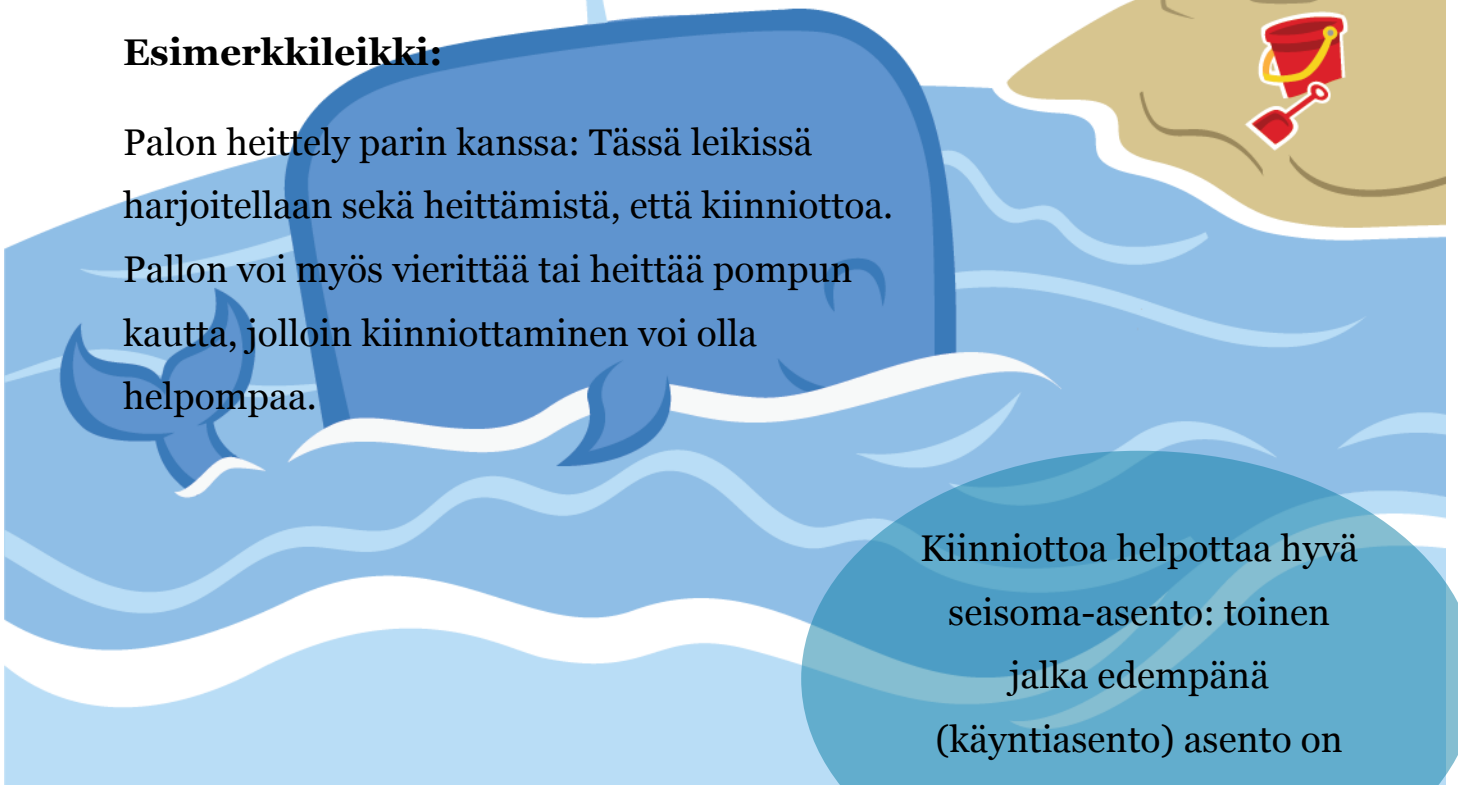 Esimerkkileikki:
Palon heittely parin kanssa: Tässä leikissä
harjoitellaan sekä heittämistä, että kiinniottoa.
Pallon voi myös vierittää tai heittää pompun
kautta, jolloin kiinniottaminen voi olla
helpompaa.
Kiinniottoa helpottaa hyvä
seisoma-asento: toinen
jalka edempänä
(käyntiasento) asento on